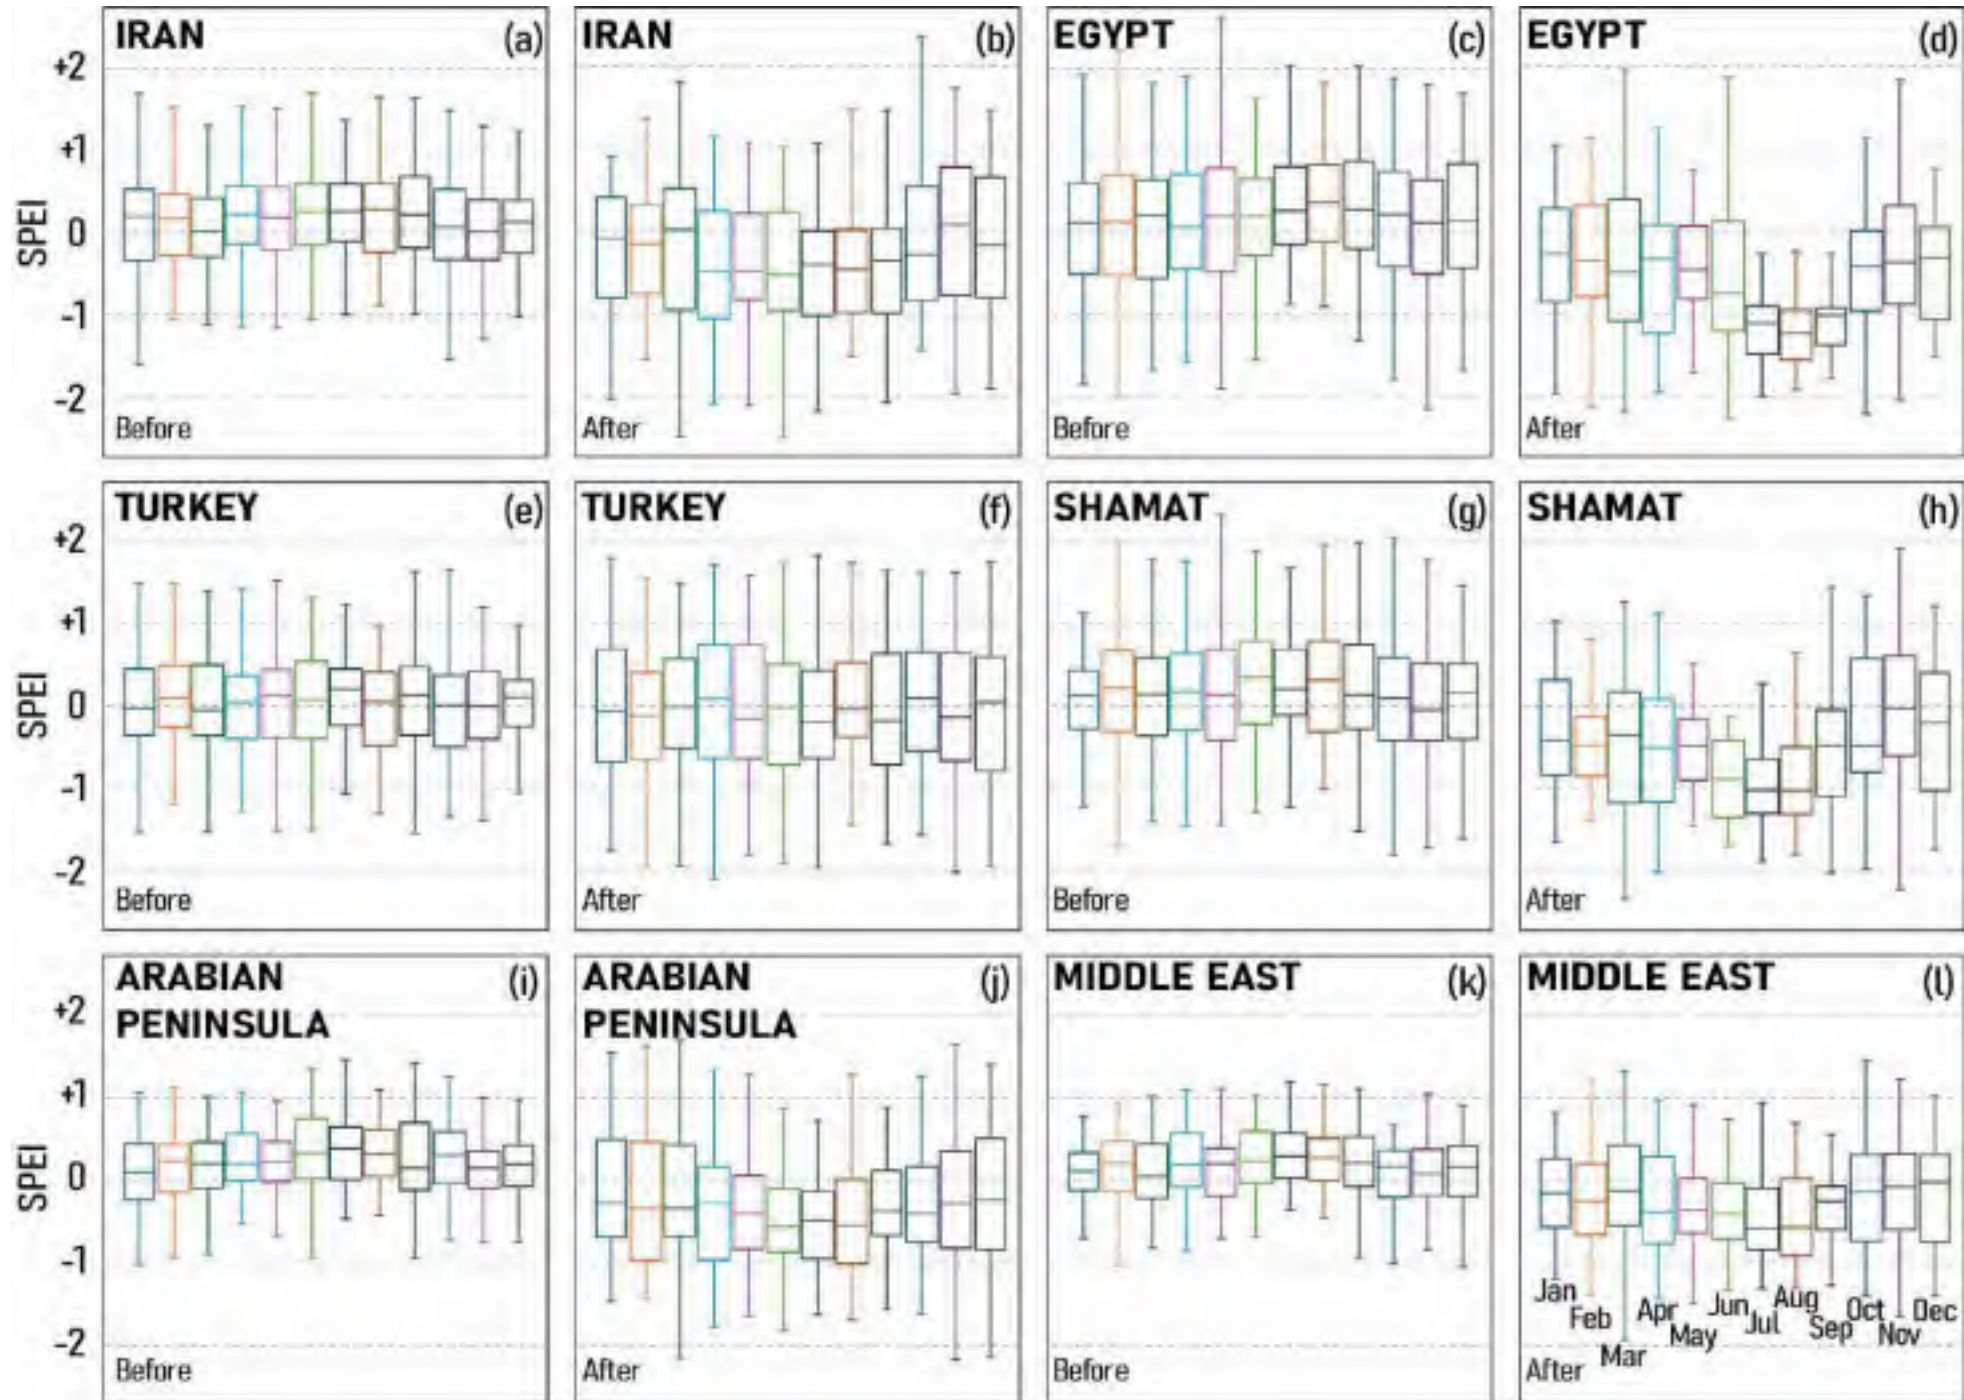 IRAN (a)
IRAN (b)
EGYPT (c)
EGYPT (d)
+2
+1
0
-1
-2
SPEI
Before
After
Before
After
TURKEY (e)
TURKEY (f)
SHAMAT (g)
SHAMAT (h)
+2
+1
0
-1
-2
SPEI
Before
After
Before
After
ARABIAN PENINSULA (i)
ARABIAN PENINSULA (j)
MIDDLE EAST (k)
MIDDLE EAST (l)
+2
+1
0
-1
-2
SPEI
Jan
Feb
Mar
Apr
May
Jun
Jul
Aug
Sep
Oct
Nov
Dec
Before
After
Before
After